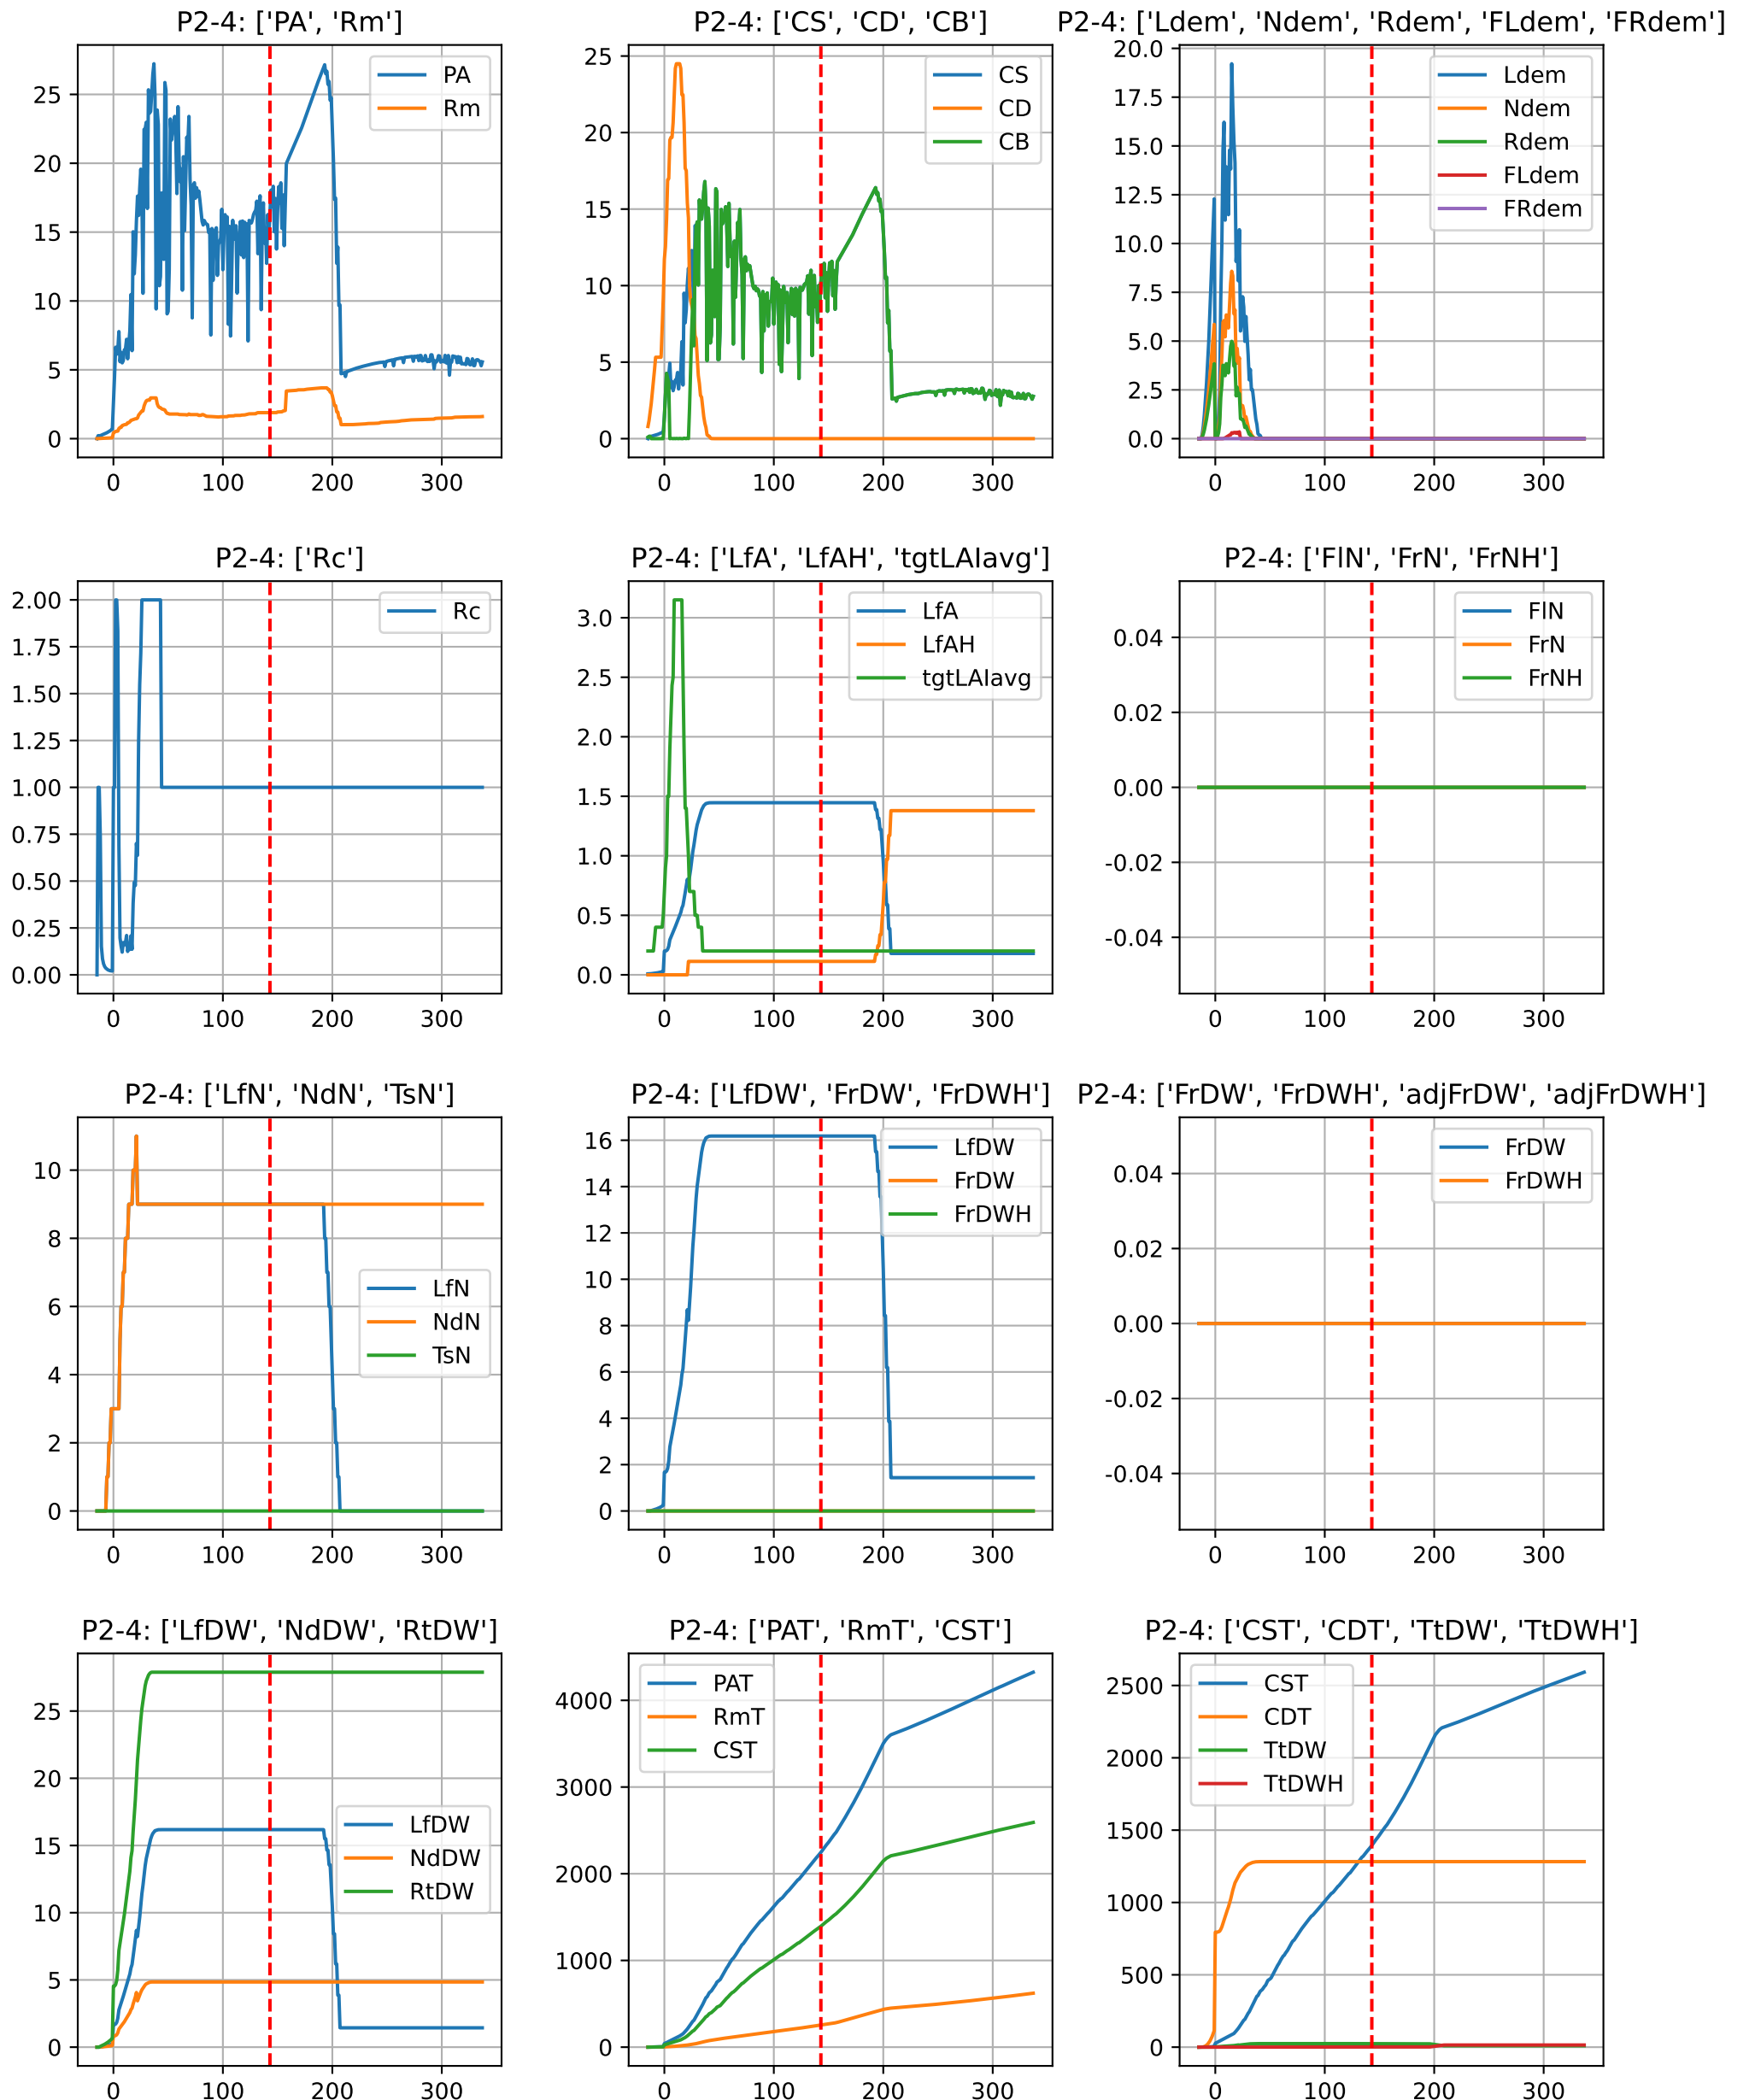 P2-4: ['PA', 'Rm']
25
20
15
10
5
0
0 100 200 300
PA
Rm
P2-4: ['CS', 'CD', 'CB']
25
20
15
10
5
0
0 100 200 300
CS
CD
CB
P2-4: ['Ldem', 'Ndem', 'Rdem', 'FLdem', 'FRdem']
20.0
17.5
15.0
12.5
10.0
7.5
5.0
2.5
0.0
0 100 200 300
Ldem
Ndem
Rdem
FLdem
FRdem
P2-4: ['Rc']
2.00
1.75
1.50
1.25
1.00
0.75
0.50
0.25
0.00
0 100 200 300
Rc
P2-4: ['LfA', 'LfAH', 'tgtLAIavg']
3.0
2.5
2.0
1.5
1.0
0.5
0.0
0 100 200 300
LfA
LfAH
tgtLAIavg
P2-4: ['FlN', 'FrN', 'FrNH']
0.04
0.02
0.00
-0.02
-0.04
0 100 200 300
FlN
FrN
FrNH
P2-4: ['LfN', 'NdN', 'TsN']
10
8
6
4
2
0
0 100 200 300
LfN
NdN
TsN
P2-4: ['LfDW', 'FrDW', 'FrDWH']
16
14
12
10
8
6
4
2
0
0 100 200 300
LfDW
FrDW
FrDWH
P2-4: ['FrDW', 'FrDWH', 'adjFrDW', 'adjFrDWH']
0.04
0.02
0.00
-0.02
-0.04
0 100 200 300
FrDW
FrDWH
P2-4: ['LfDW', 'NdDW', 'RtDW']
25
20
15
10
5
0
0 100 200 300
LfDW
NdDW
RtDW
P2-4: ['PAT', 'RmT', 'CST']
4000
3000
2000
1000
0
0 100 200 300
PAT
RmT
CST
P2-4: ['CST', 'CDT', 'TtDW', 'TtDWH']
2500
2000
1500
1000
500
0
0 100 200 300
CST
CDT
TtDW
TtDWH